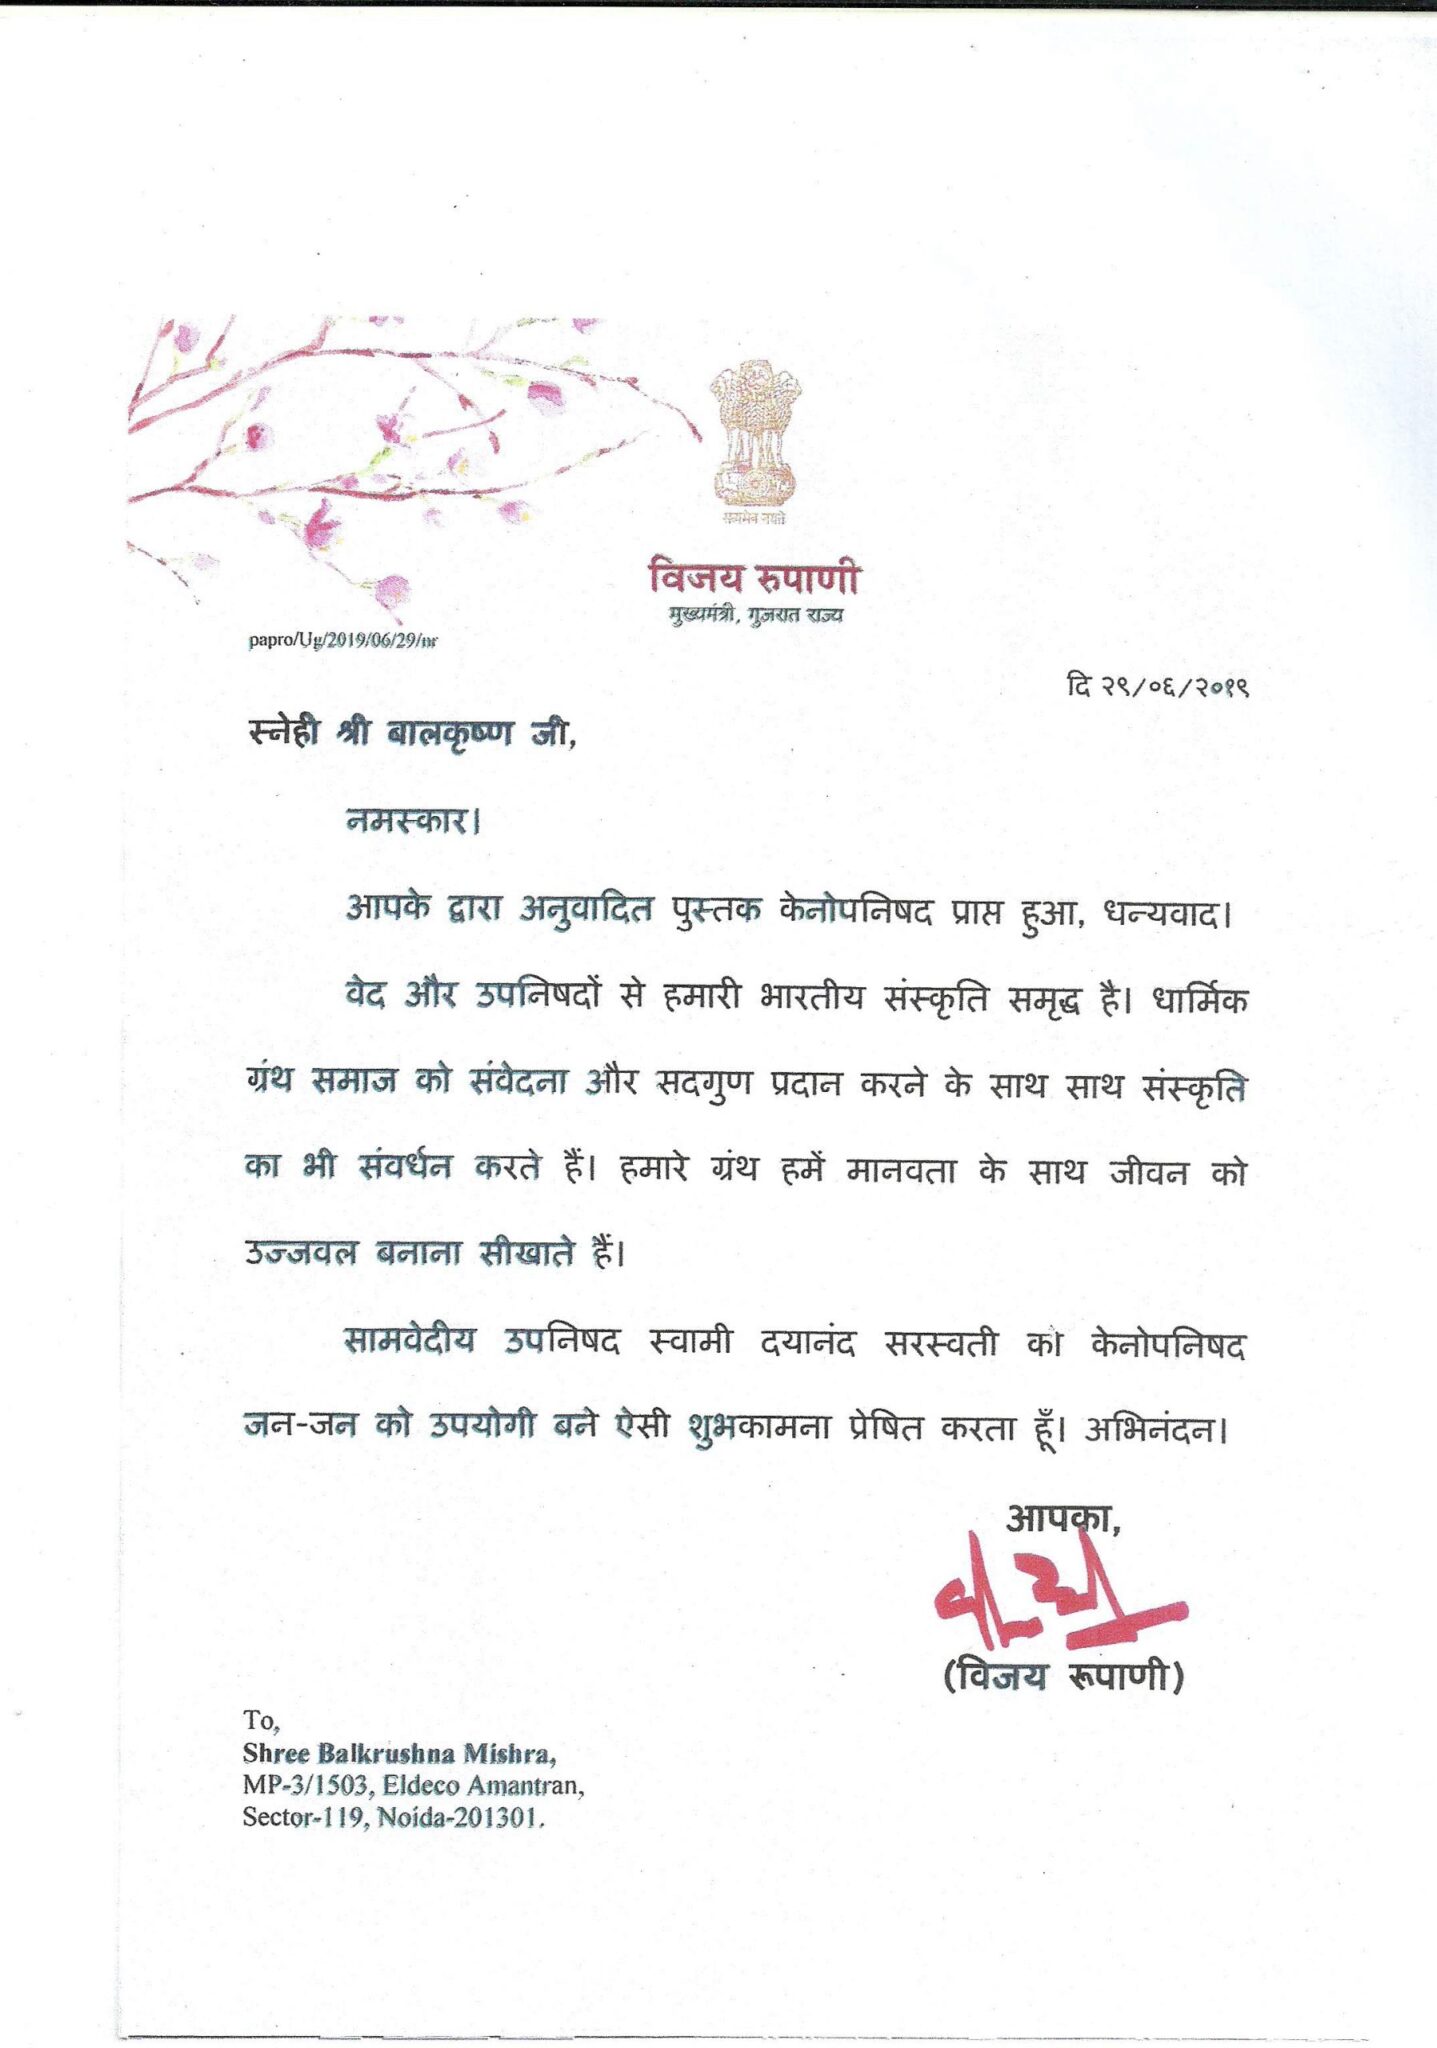 सत्यमेव जयते
विजय रुपाणी
मुख्यमंत्री, गुजरात राज्य
papro/Ug/2019/06/29/nr
दि २९/०६/२०१९
स्नेही श्री बालकृष्ण जी,
नमस्कार।
आपके द्वारा अनुवादित पुस्तक केनोपनिषद प्राप्त हुआ, धन्यवाद।
वेद और उपनिषदों से हमारी भारतीय संस्कृति समृद्ध है। धार्मिक
ग्रंथ समाज को संवेदना और सदगुण प्रदान करने के साथ साथ संस्कृति
का भी संवर्धन करते हैं। हमारे ग्रंथ हमें मानवता के साथ जीवन को
उज्जवल बनाना सीखाते हैं।
सामवेदीय उपनिषद स्वामी दयानंद सरस्वती का केनोपनिषद
जन-जन को उपयोगी बने ऐसी शुभकामना प्रेषित करता हूँ। अभिनंदन।
आपका,
(विजय रूपाणी)
To,
Shree Balkrushna Mishra,
MP-3/1503, Eldeco Amantran,
Sector-119, Noida-201301.